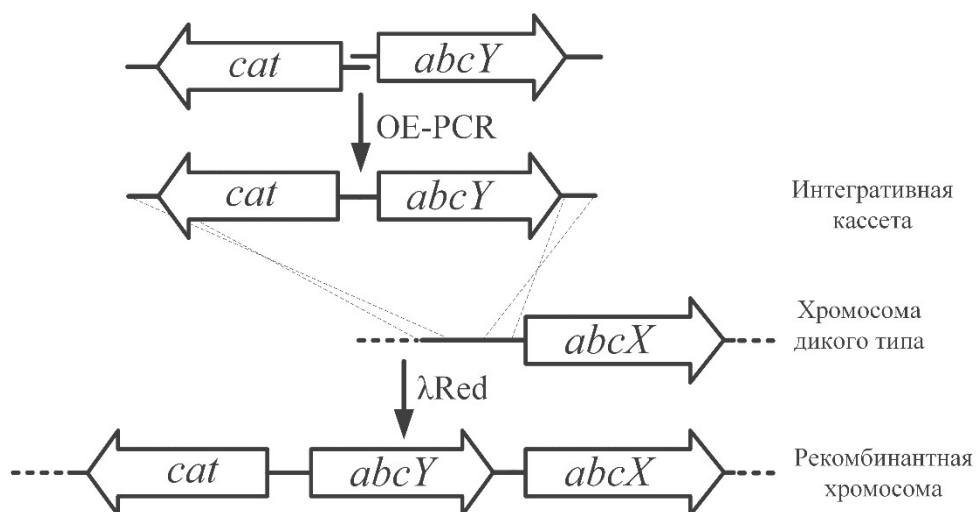 cat abcY
OE-PCR
cat abcY
Интегративная
кассета
abcX
Хромосома
дикого типа
λRed
cat abcY abcX
Рекомбинантная
хромосома